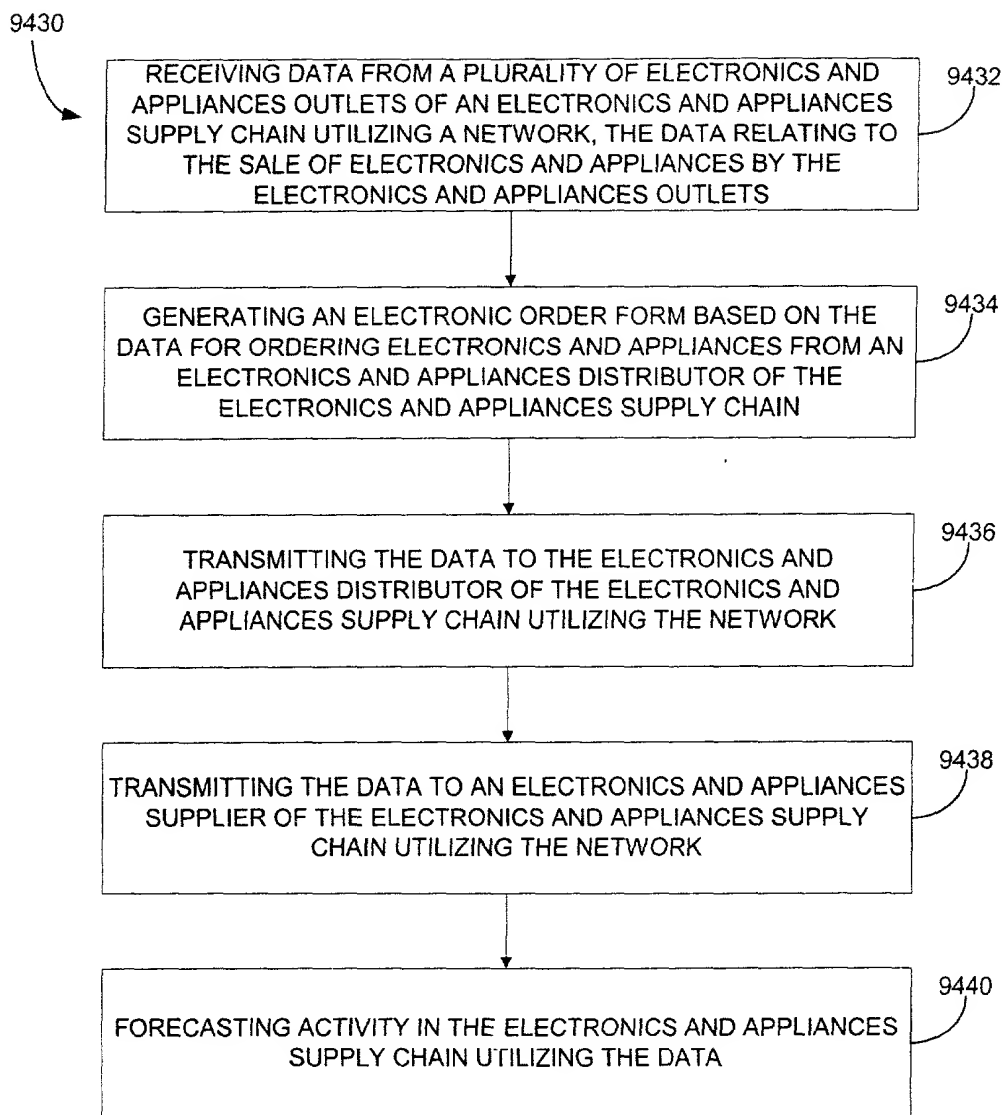 9430
RECEIVING DATA FROM A PLURALITY OF ELECTRONICS AND
APPLIANCES OUTLETS OF AN ELECTRONICS AND APPLIANCES
SUPPLY CHAIN UTILIZING A NETWORK, THE DATA RELATING TO
THE SALE OF ELECTRONICS AND APPLIANCES BY THE
ELECTRONICS AND APPLIANCES OUTLETS
9432
GENERATING AN ELECTRONIC ORDER FORM BASED ON THE
DATA FOR ORDERING ELECTRONICS AND APPLIANCES FROM AN
ELECTRONICS AND APPLIANCES DISTRIBUTOR OF THE
ELECTRONICS AND APPLIANCES SUPPLY CHAIN
9434
TRANSMITTING THE DATA TO THE ELECTRONICS AND
APPLIANCES DISTRIBUTOR OF THE ELECTRONICS AND
APPLIANCES SUPPLY CHAIN UTILIZING THE NETWORK
9436
TRANSMITTING THE DATA TO AN ELECTRONICS AND APPLIANCES
SUPPLIER OF THE ELECTRONICS AND APPLIANCES SUPPLY
CHAIN UTILIZING THE NETWORK
9438
FORECASTING ACTIVITY IN THE ELECTRONICS AND APPLIANCES
SUPPLY CHAIN UTILIZING THE DATA
9440